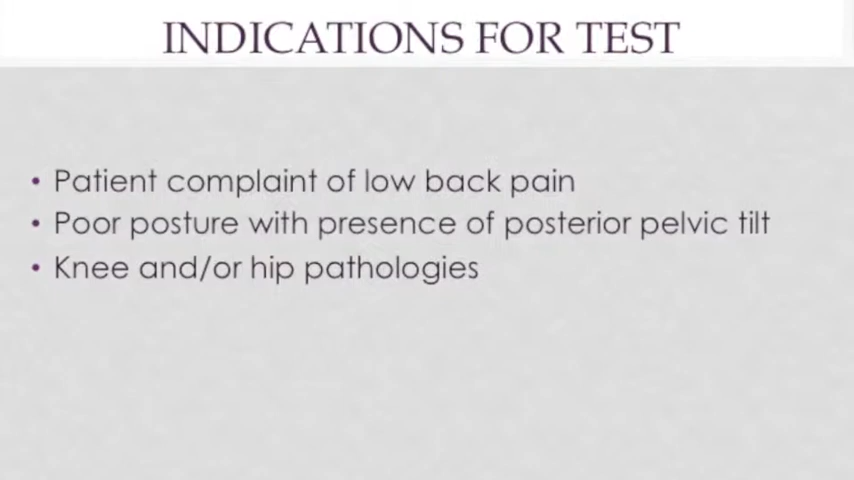 INDICATIONS FOR TEST
• Patient complaint of low back pain
• Poor posture with presence of posterior pelvic tilt
• Knee and/or hip pathologies